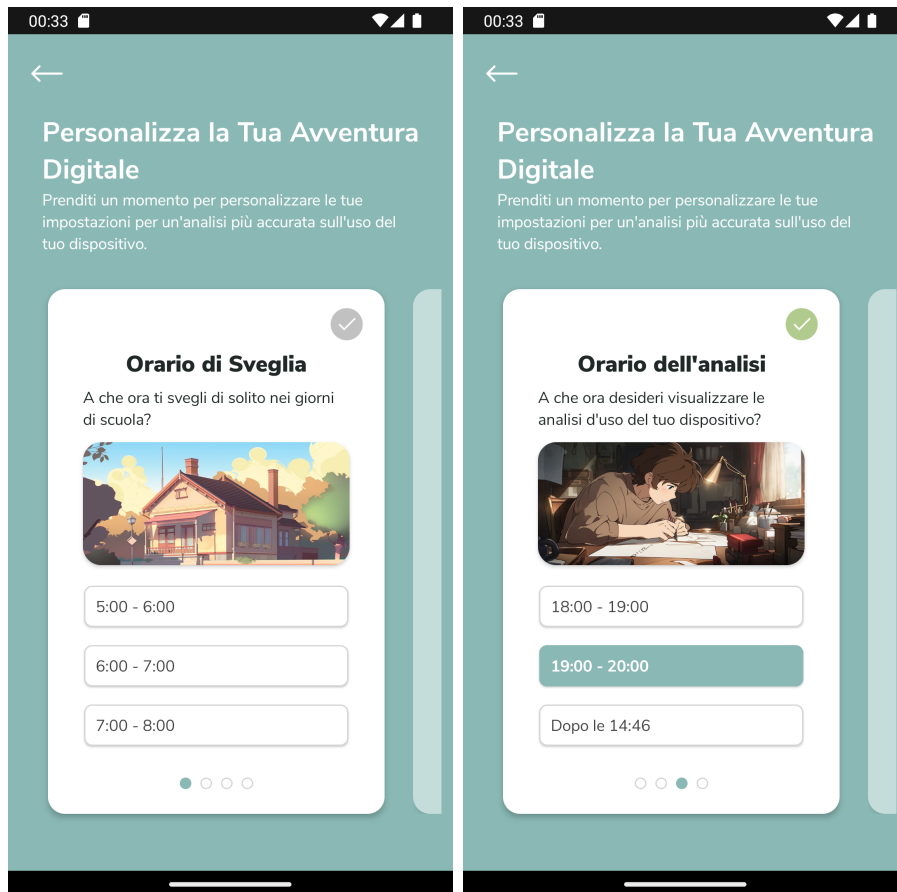 00:33
Personalizza la Tua Avventura
Digitale
Prenditi un momento per personalizzare le tue
impostazioni per un'analisi più accurata sull'uso del
tuo dispositivo.
Orario di Sveglia
A che ora ti svegli di solito nei giorni
di scuola?
5:00 - 6:00
6:00 - 7:00
7:00 - 8:00
00:33
Personalizza la Tua Avventura
Digitale
Prenditi un momento per personalizzare le tue
impostazioni per un'analisi più accurata sull'uso del
tuo dispositivo.
Orario dell'analisi
A che ora desideri visualizzare le
analisi d'uso del tuo dispositivo?
18:00 - 19:00
19:00 - 20:00
Dopo le 14:46